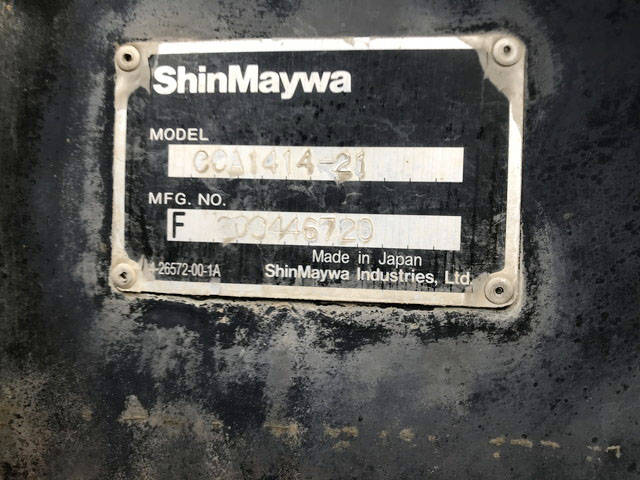 ShinMaywa
MODEL
CCA1414-21
MFG. NO.
F
Made in Japan
-26572-00-1A
ShinMaywa Industries, Ltd.